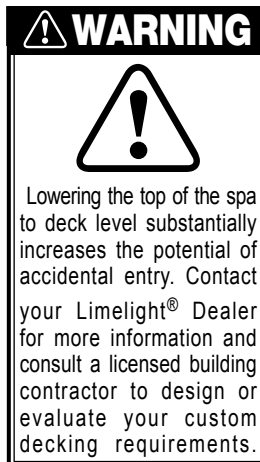 WARNING
Lowering the top of the spa
to deck level substantially
increases the potential of
accidental entry. Contact
your Limelight® Dealer
for more information and
consult a licensed building
contractor to design or
evaluate your custom
decking requirements.